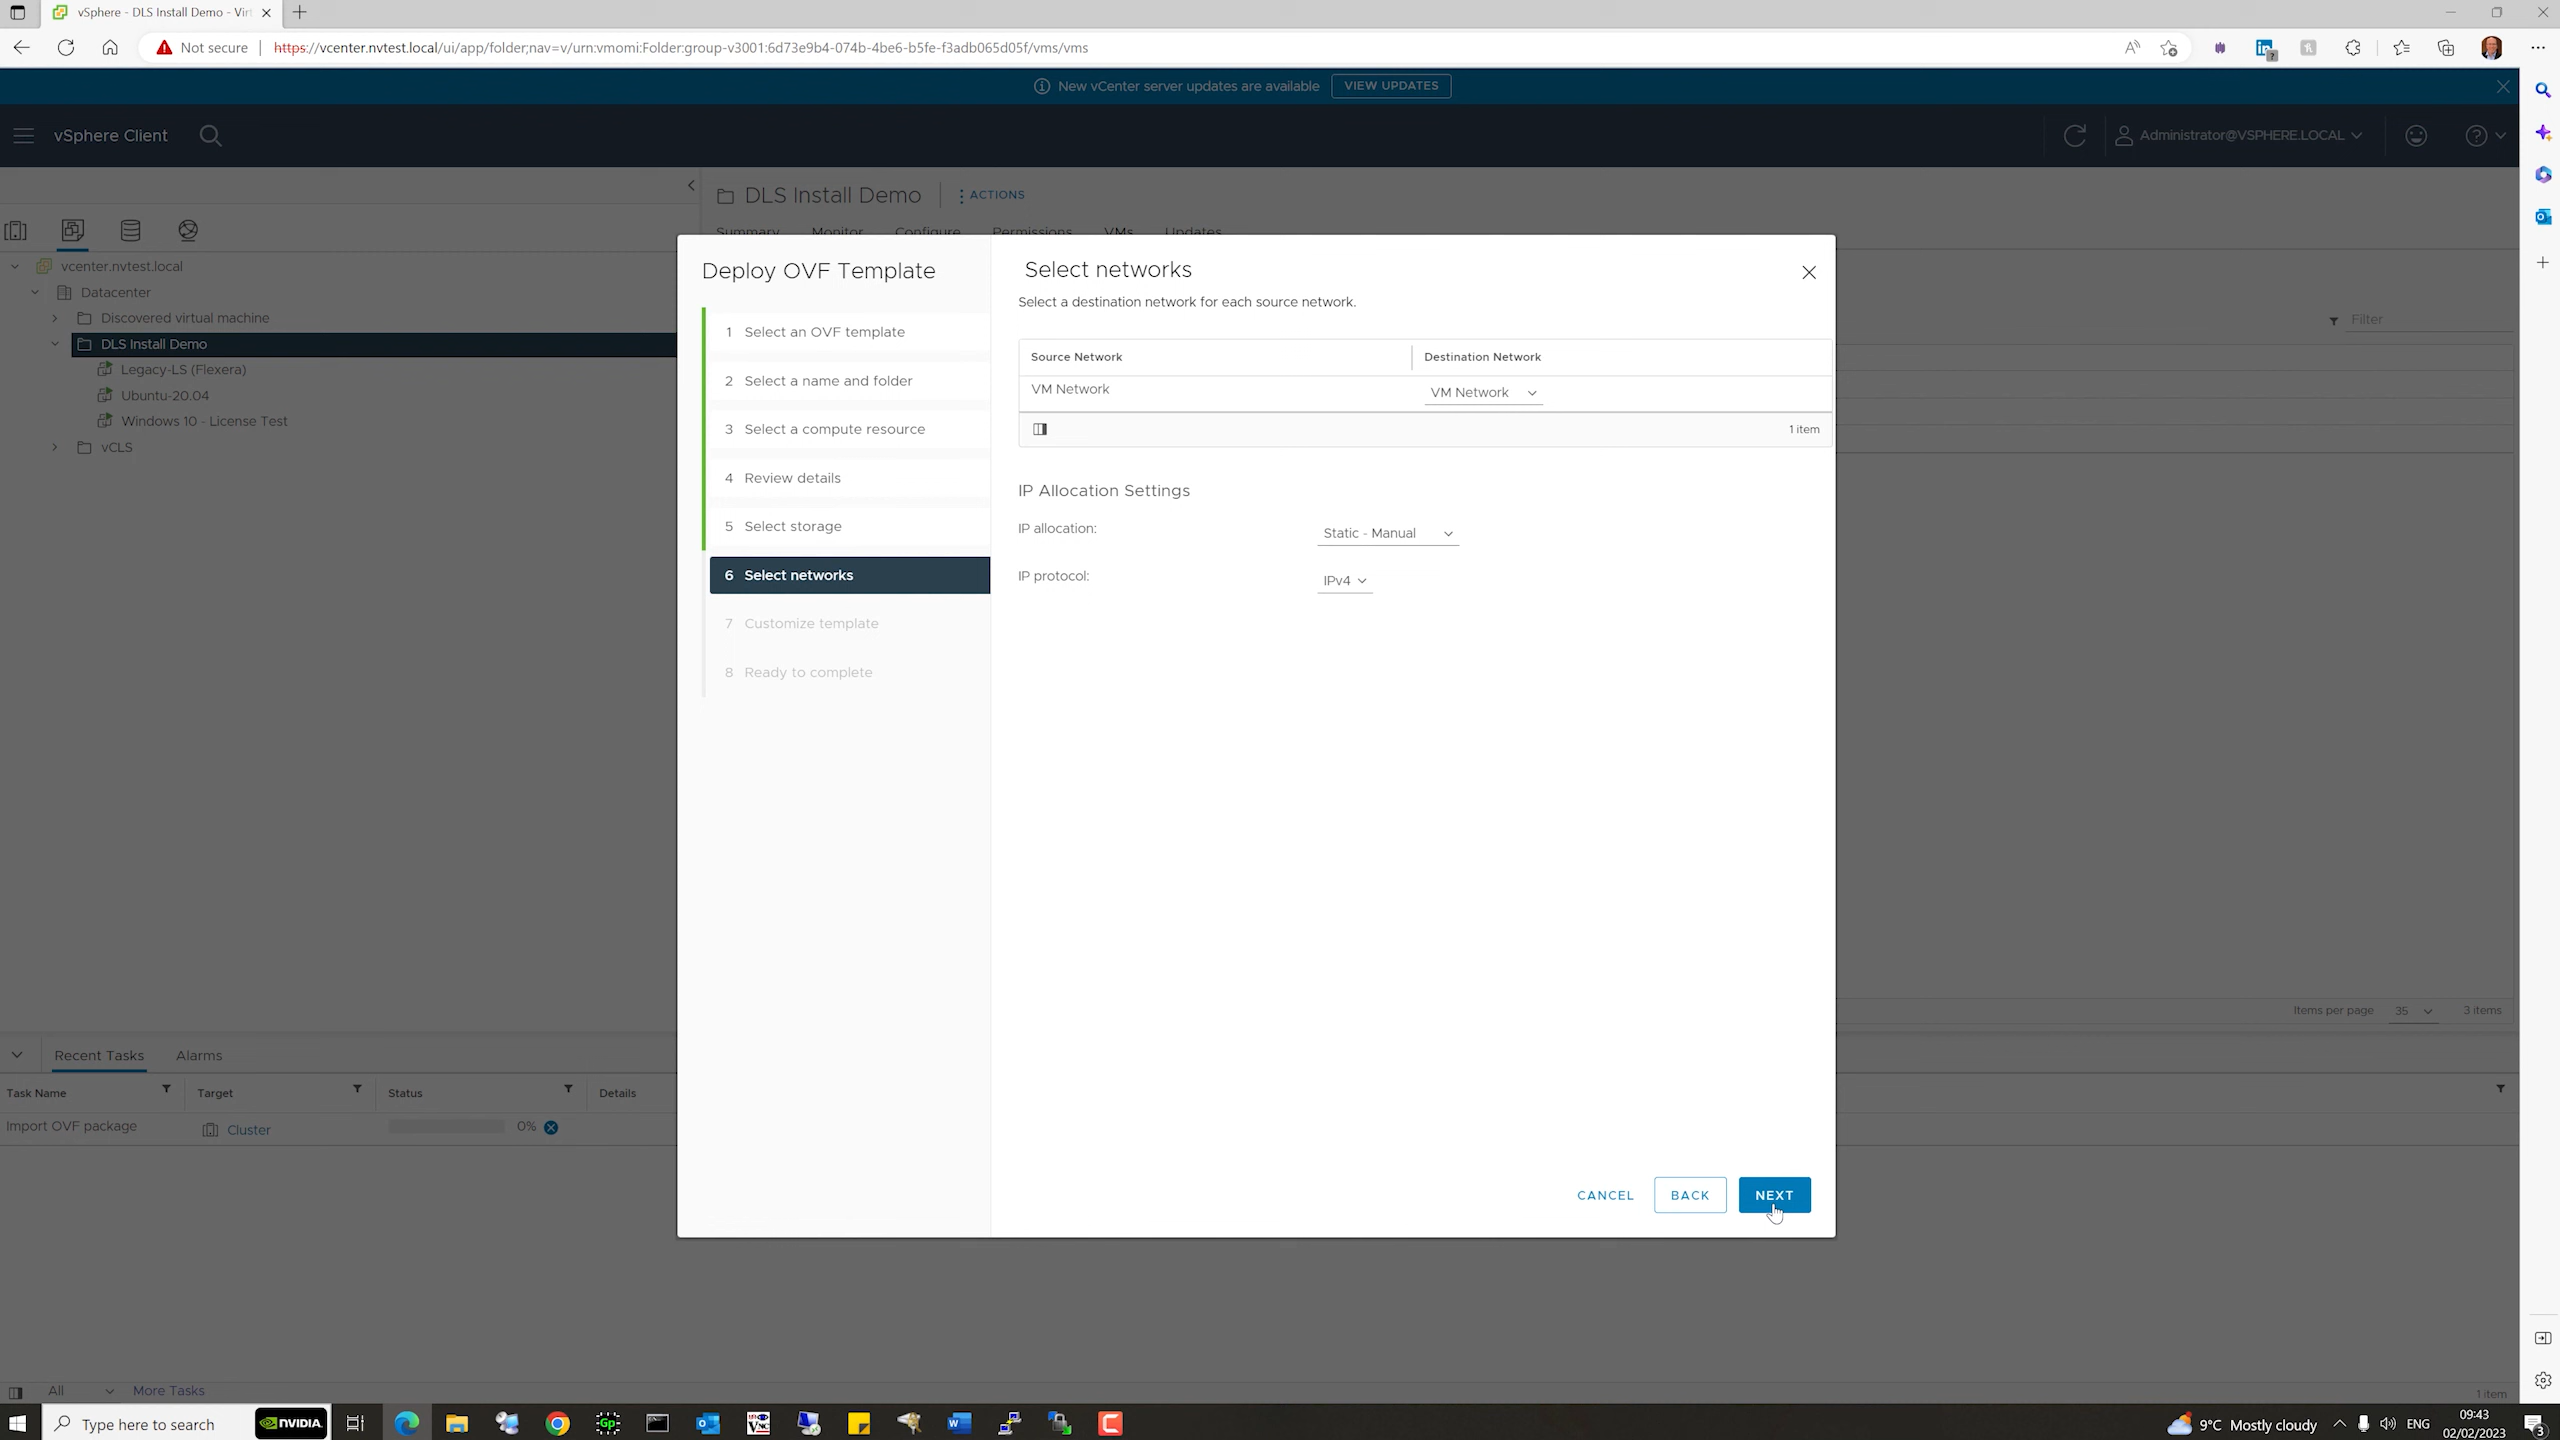 vSphere - DLS Install Demo - Vir
Not secure
https://vcenter.nvtest.local/ui/app/folder;nav=v/urn:vmomi:Folder:group-v3001:6d73e9b4-074b-4be6-b5fe-f3adb065d05f/vms/vms
New vCenter server updates are available VIEW UPDATES
vSphere Client
Administrator@VSPHERE.LOCAL
DLS Install Demo
ACTIONS
Summary Monitor Configure Permissions VMs Updates
vcenter.nvtest.local
Datacenter
Discovered virtual machine
DLS Install Demo
Legacy-LS (Flexera)
Ubuntu-20.04
Windows 10 - License Test
vCLS
Filter
Deploy OVF Template
1 Select an OVF template
2 Select a name and folder
3 Select a compute resource
4 Review details
5 Select storage
6 Select networks
7 Customize template
8 Ready to complete
Select networks
Select a destination network for each source network.
Source Network Destination Network
VM Network VM Network
1 item
IP Allocation Settings
IP allocation: Static - Manual
IP protocol: IPv4
CANCEL BACK NEXT
Items per page 35 3 items
Recent Tasks Alarms
Task Name Target Status Details
Import OVF package Cluster 0%
All More Tasks
1 item
Type here to search
NVIDIA
Gp
VNC
9°C Mostly cloudy
ENG
09:43
02/02/2023
3